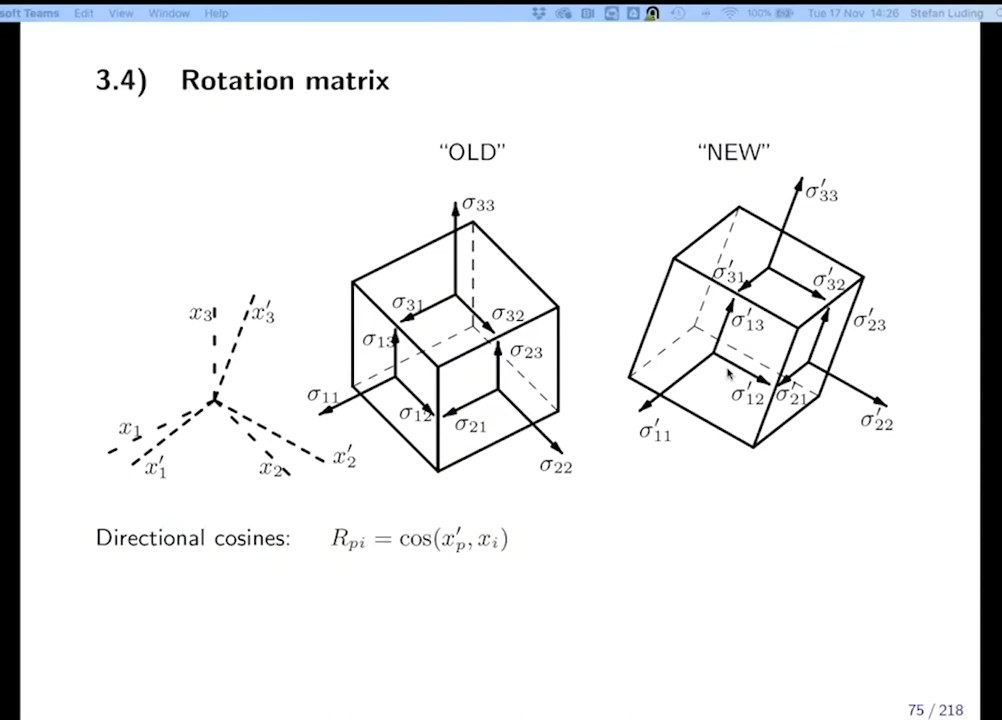 soft Teams Edit View Window Help 100% Tue 17 Nov 14:26 Stefan Luding
3.4) Rotation matrix
“OLD” “NEW”
σ33
σ31
σ32
σ13
σ23
σ11
σ12
σ21
σ22
σ′33
σ′31
σ′32
σ′13
σ′23
σ′12
σ′21
σ′11
σ′22
x3
x′3
x1
x′1
x2
x′2
Directional cosines: Rpi = cos(x′p, xi)
75 / 218